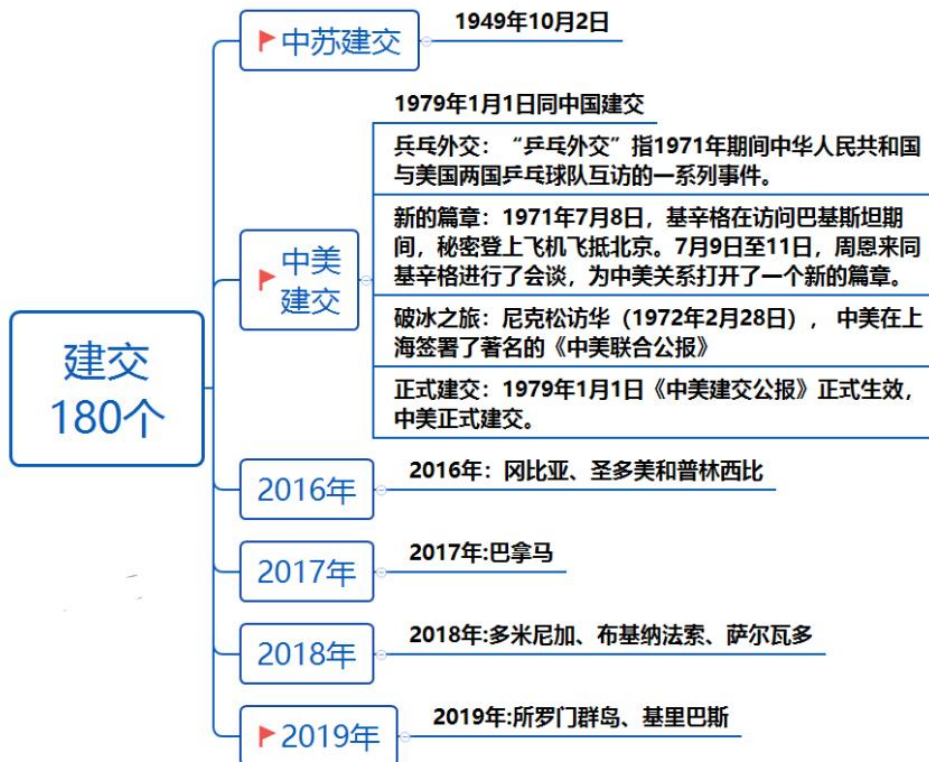 中苏建交
1949年10月2日
1979年1月1日同中国建交
兵乓外交：“乒乓外交”指1971年期间中华人民共和国
与美国两国乒乓球队互访的一系列事件。
新的篇章：1971年7月8日，基辛格在访问巴基斯坦期
间，秘密登上飞机飞抵北京。7月9日至11日，周恩来同
基辛格进行了会谈，为中美关系打开了一个新的篇章。
中美
建交
破冰之旅：尼克松访华（1972年2月28日）， 中美在上
海签署了著名的《中美联合公报》
正式建交：1979年1月1日《中美建交公报》正式生效，
中美正式建交。
建交
180个
2016年
2016年：冈比亚、圣多美和普林西比
2017年
2017年:巴拿马
2018年
2018年:多米尼加、布基纳法索、萨尔瓦多
2019年
2019年:所罗门群岛、基里巴斯